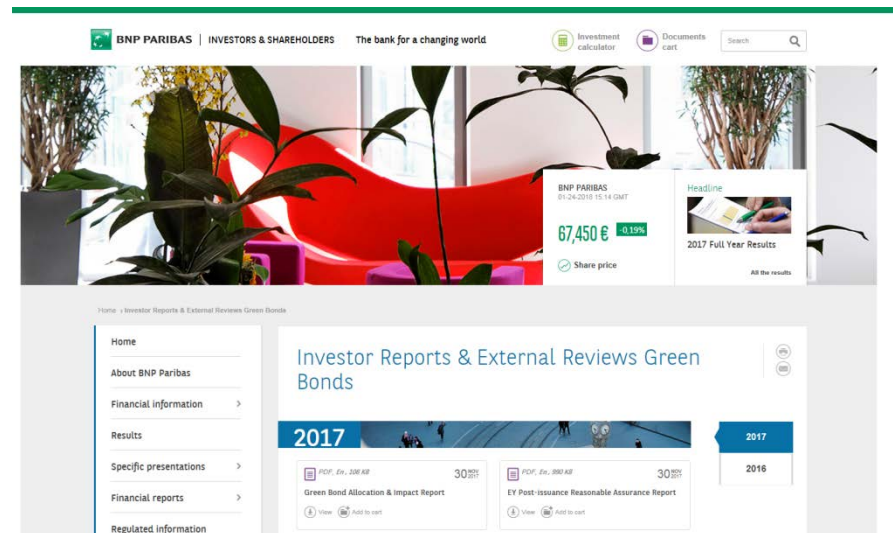 BNP PARIBAS | INVESTORS & SHAREHOLDERS The bank for a changing world
Investment
calculator
Documents
cart
Search
BNP PARIBAS
01-24-2018 15:14 GMT
67,450 € -0,19%
Share price
Headline
2017 Full Year Results
All the results
Home › Investor Reports & External Reviews Green Bonds
Home
About BNP Paribas
Financial information
Results
Specific presentations
Financial reports
Regulated information
Investor Reports & External Reviews Green
Bonds
2017
2017
2016
PDF, En., 106 KB
30 NOV 2017
Green Bond Allocation & Impact Report
View Add to cart
PDF, En., 990 KB
30 NOV 2017
EY Post-issuance Reasonable Assurance Report
View Add to cart